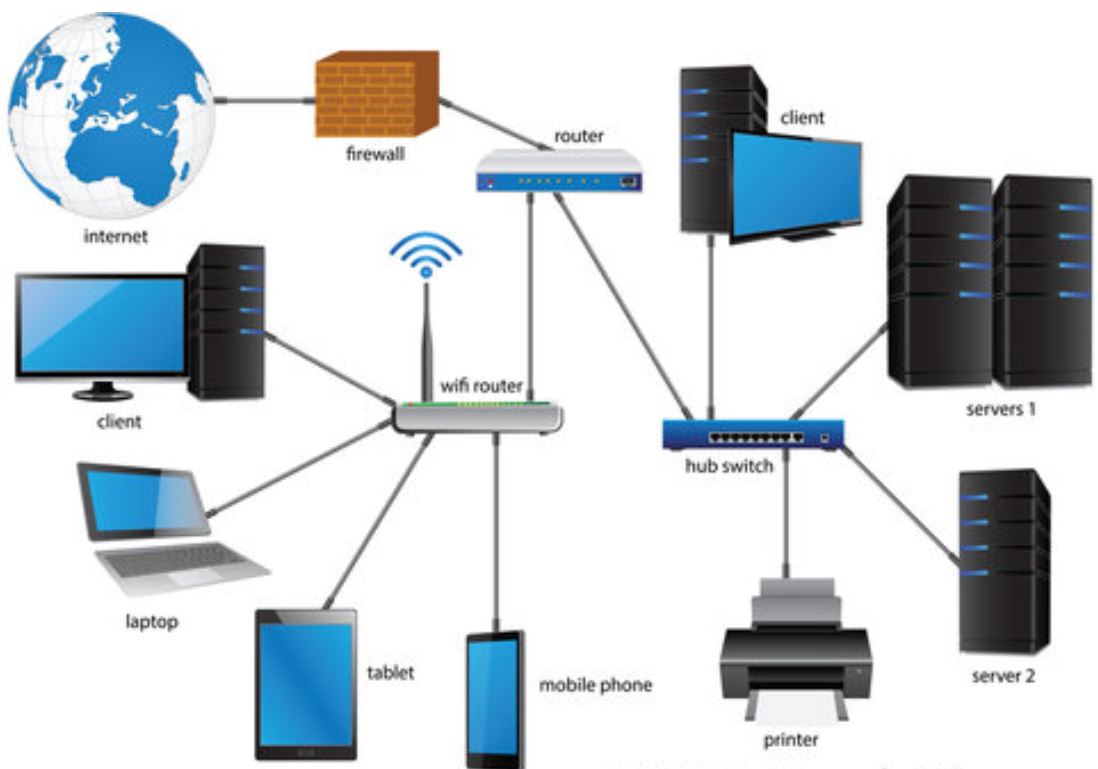 internet
firewall
router
client
client
wifi router
servers 1
hub switch
laptop
tablet
mobile phone
printer
server 2